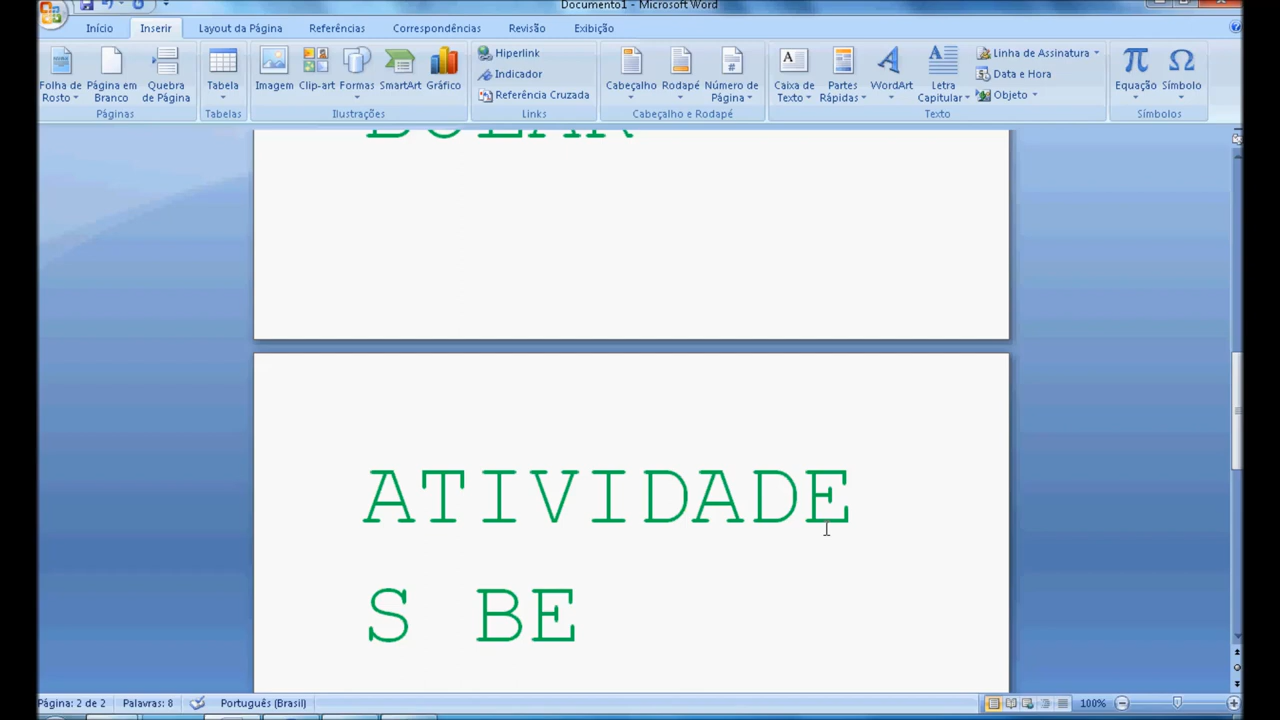 Documento1 - Microsoft Word
Início Inserir Layout da Página Referências Correspondências Revisão Exibição
Folha de Rosto
Página em Branco
Quebra de Página
Tabela
Imagem
Clip-art
Formas
SmartArt
Gráfico
Hiperlink
Indicador
Referência Cruzada
Cabeçalho
Rodapé
Número de Página
Caixa de Texto
Partes Rápidas
WordArt
Letra Capitular
Linha de Assinatura
Data e Hora
Objeto
Equação
Símbolo
Páginas Tabelas Ilustrações Links Cabeçalho e Rodapé Texto Símbolos
ATIVIDADE
S BE
Página: 2 de 2 Palavras: 8 Português (Brasil) 100%